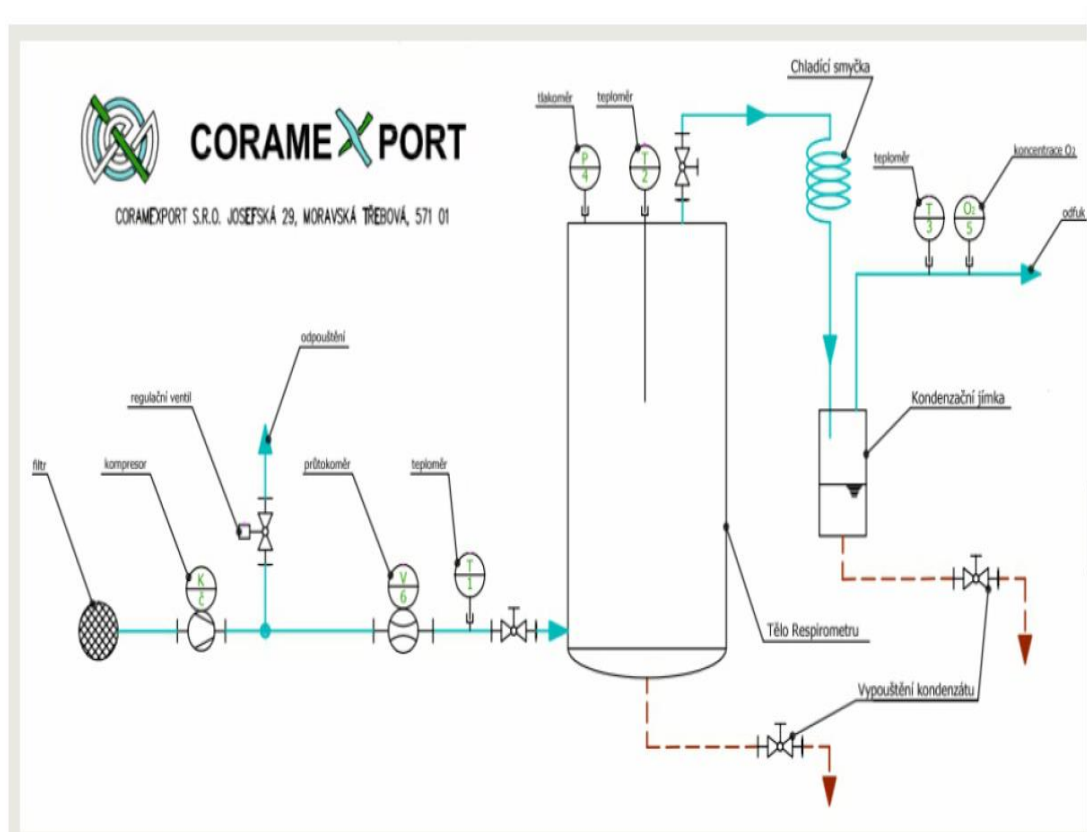 CORAMEXPORT
CORAMEXPORT S.R.O. JOSEFSKÁ 29, MORAVSKÁ TŘEBOVÁ, 571 01
Chladící smyčka
tlakoměr
teploměr
P
4
T
2
teploměr
koncentrace O₂
T
3
O₂
5
odfuk
odpouštění
regulační ventil
Kondenzační jímka
filtr
kompresor
průtokoměr
teploměr
K
č
V
6
T
1
Tělo Respirometru
Vypouštění kondenzátu